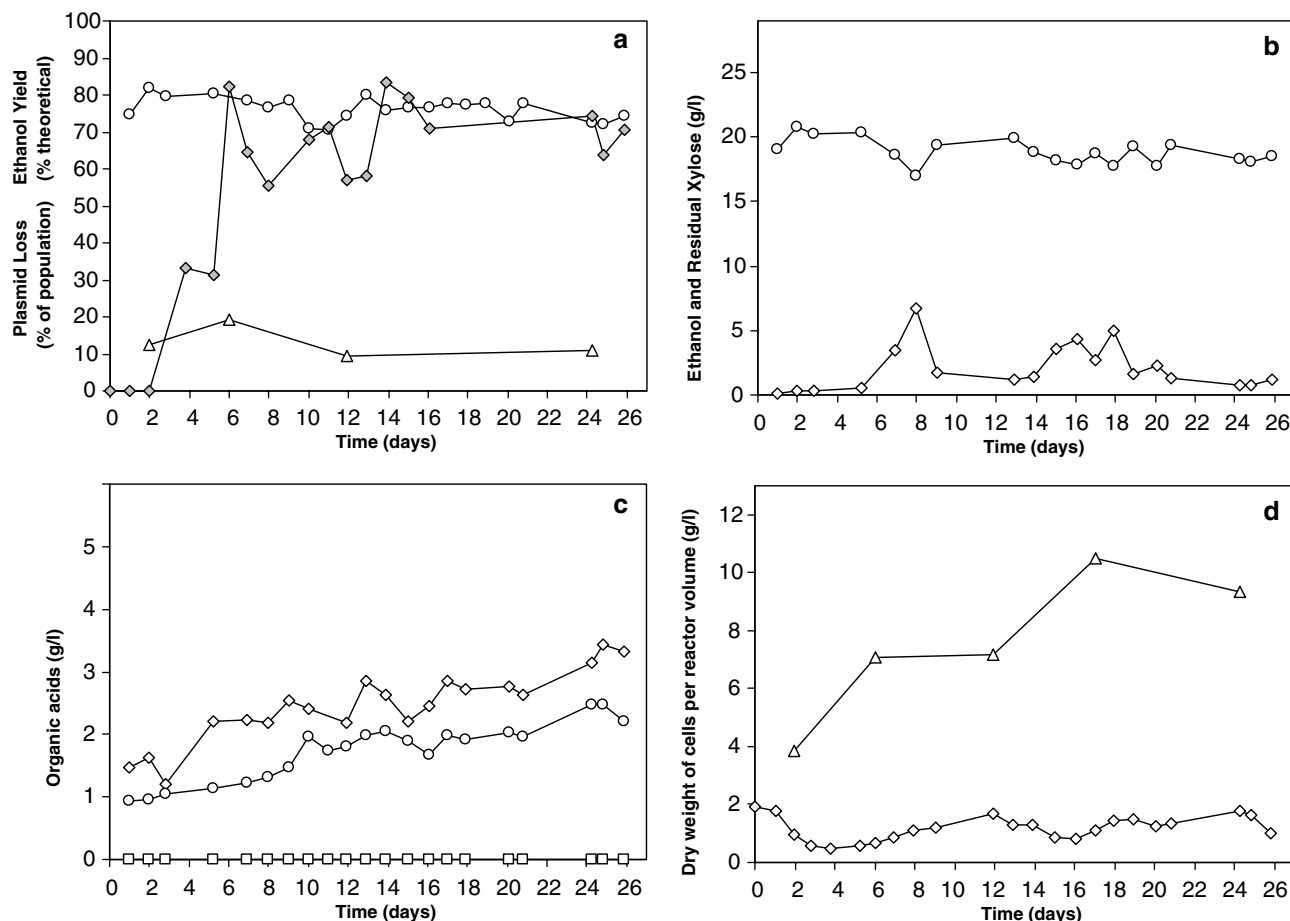 a
Ethanol Yield
(% theoretical)
Plasmid Loss
(% of population)
100
90
80
70
60
50
40
30
20
10
0
0 2 4 6 8 10 12 14 16 18 20 22 24 26
Time (days)
b
Ethanol and Residual Xylose (g/l)
25
20
15
10
5
0
0 2 4 6 8 10 12 14 16 18 20 22 24 26
Time (days)
c
Organic acids (g/l)
5
4
3
2
1
0
0 2 4 6 8 10 12 14 16 18 20 22 24 26
Time (days)
d
Dry weight of cells per reactor volume (g/l)
12
10
8
6
4
2
0
0 2 4 6 8 10 12 14 16 18 20 22 24 26
Time (days)